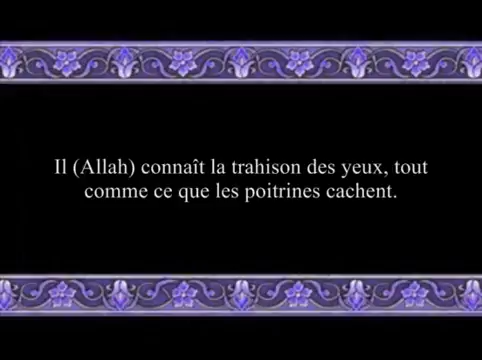 Il (Allah) connaît la trahison des yeux, tout
comme ce que les poitrines cachent.